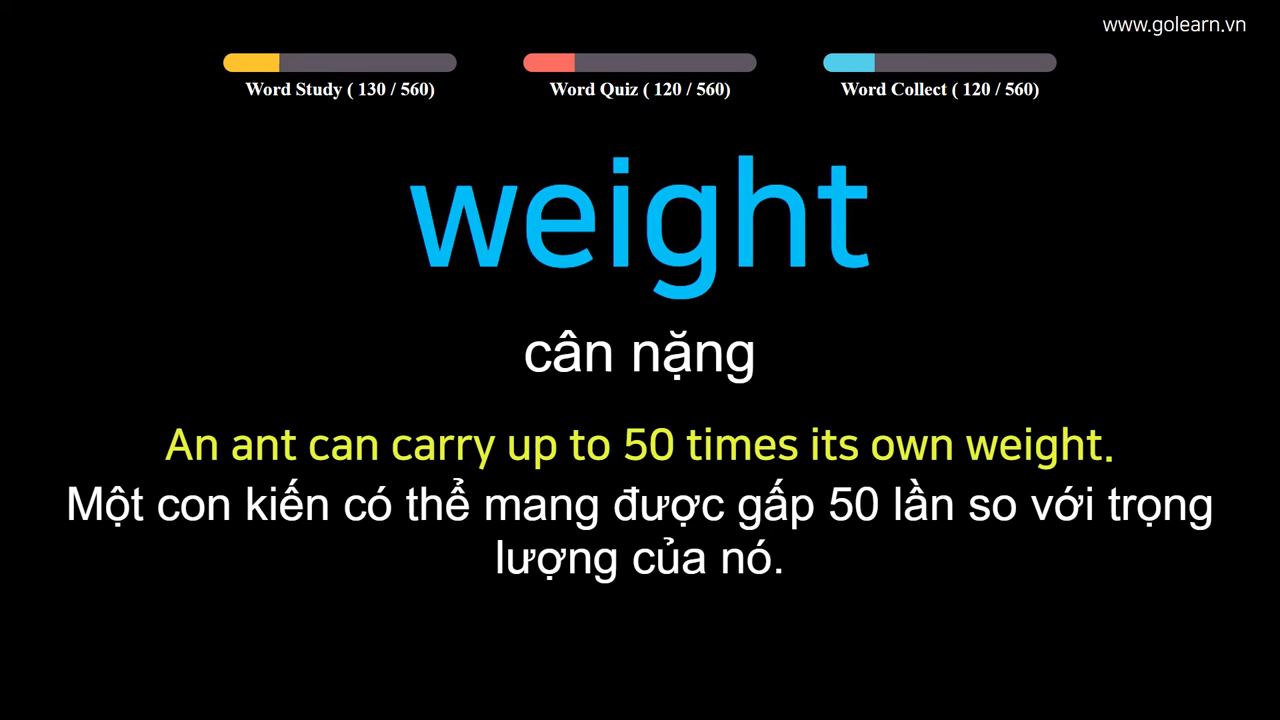 www.golearn.vn
Word Study ( 130 / 560)
Word Quiz ( 120 / 560)
Word Collect ( 120 / 560)
weight
cân nặng
An ant can carry up to 50 times its own weight.
Một con kiến có thể mang được gấp 50 lần so với trọng
lượng của nó.